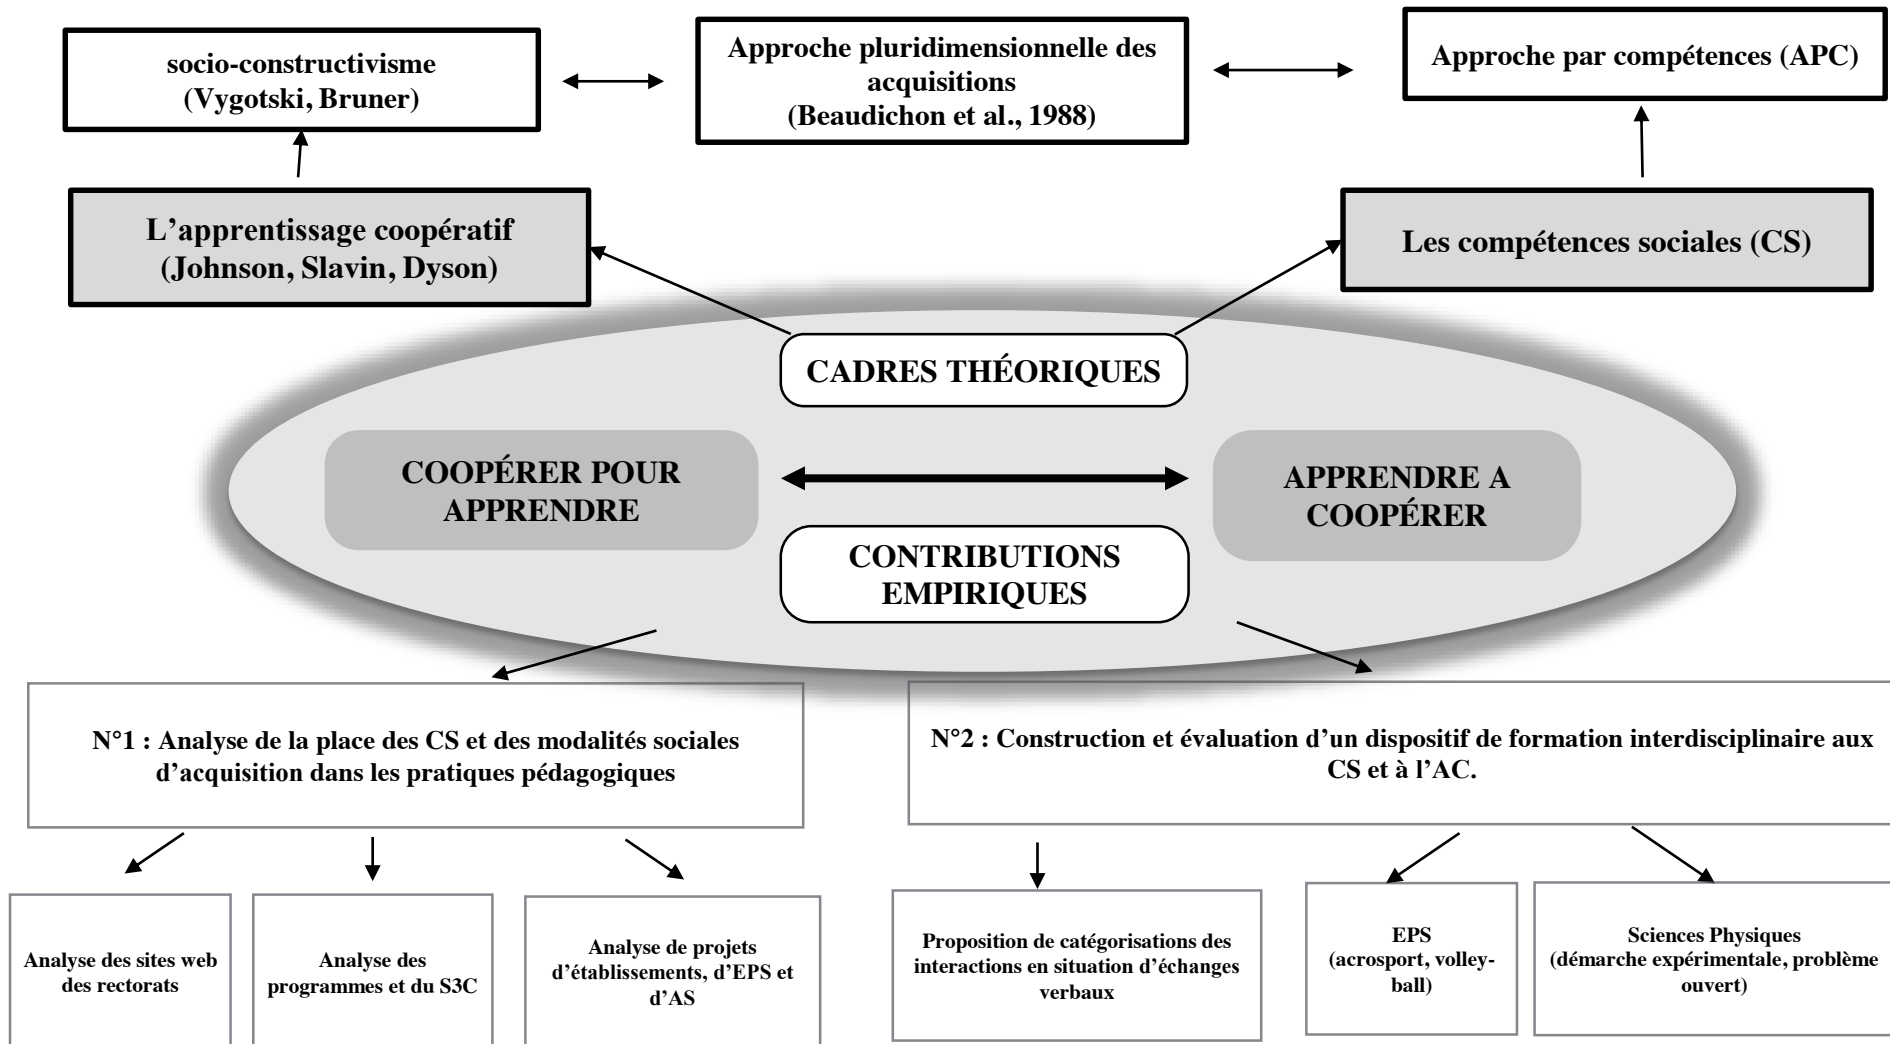 socio-constructivisme
(Vygotski, Bruner)
Approche pluridimensionnelle des
acquisitions
(Beaudichon et al., 1988)
Approche par compétences (APC)
L’apprentissage coopératif
(Johnson, Slavin, Dyson)
Les compétences sociales (CS)
CADRES THÉORIQUES
COOPÉRER POUR
APPRENDRE
APPRENDRE A
COOPÉRER
CONTRIBUTIONS
EMPIRIQUES
N°1 : Analyse de la place des CS et des modalités sociales
d’acquisition dans les pratiques pédagogiques
N°2 : Construction et évaluation d’un dispositif de formation interdisciplinaire aux
CS et à l’AC.
Analyse des sites web
des rectorats
Analyse des
programmes et du S3C
Analyse de projets
d’établissements, d’EPS et
d’AS
Proposition de catégorisations des
interactions en situation d’échanges
verbaux
EPS
(acrosport, volley-
ball)
Sciences Physiques
(démarche expérimentale, problème
ouvert)